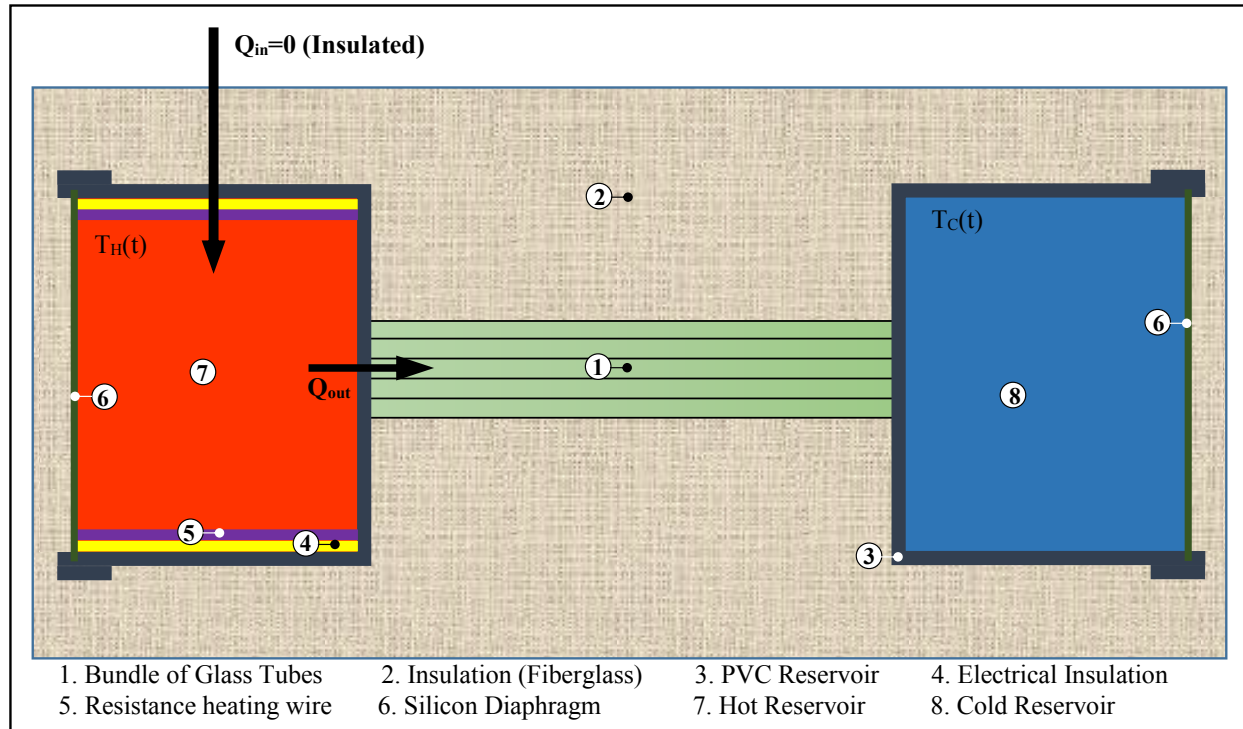 Qin=0 (Insulated)
2
TH(t)
TC(t)
6
1
7
Qout
6
8
5
4
3
1. Bundle of Glass Tubes 2. Insulation (Fiberglass) 3. PVC Reservoir 4. Electrical Insulation
5. Resistance heating wire 6. Silicon Diaphragm 7. Hot Reservoir 8. Cold Reservoir